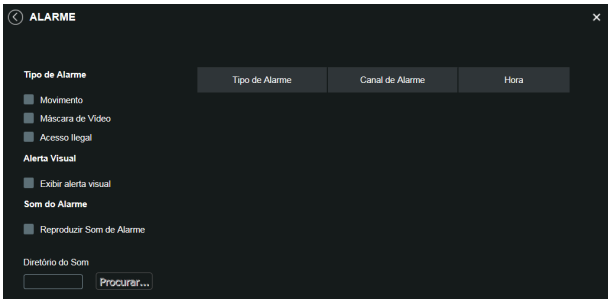 ALARME
Tipo de Alarme
Tipo de Alarme Canal de Alarme Hora
Movimento
Máscara de Vídeo
Acesso Ilegal
Alerta Visual
Exibir alerta visual
Som do Alarme
Reproduzir Som de Alarme
Diretório do Som
Procurar...